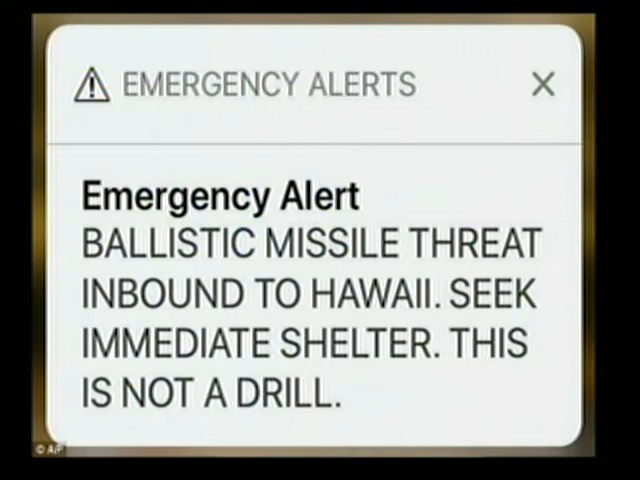 EMERGENCY ALERTS
Emergency Alert
BALLISTIC MISSILE THREAT
INBOUND TO HAWAII. SEEK
IMMEDIATE SHELTER. THIS
IS NOT A DRILL.
© AP